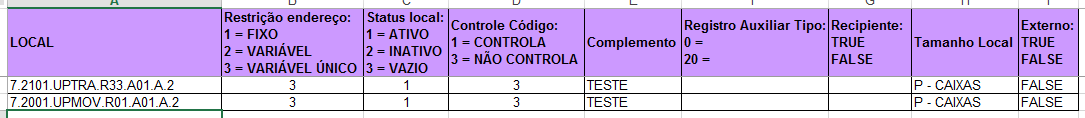 A B C D E F G H I
LOCAL
Restrição endereço:
1 = FIXO
2 = VARIÁVEL
3 = VARIÁVEL ÚNICO
Status local:
1 = ATIVO
2 = INATIVO
3 = VAZIO
Controle Código:
1 = CONTROLA
3 = NÃO CONTROLA
Complemento
Registro Auxiliar Tipo:
0 =
20 =
Recipiente:
TRUE
FALSE
Tamanho Local
Externo:
TRUE
FALSE
7.2101.UPTRA.R33.A01.A.2 3 1 3 TESTE P - CAIXAS FALSE
7.2001.UPMOV.R01.A01.A.2 3 1 3 TESTE P - CAIXAS FALSE